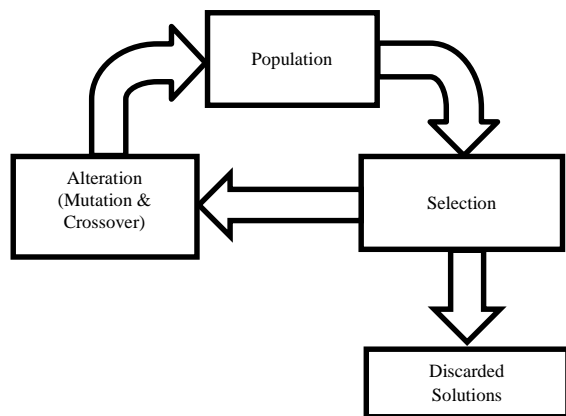 Population
Alteration
(Mutation &
Crossover)
Selection
Discarded
Solutions